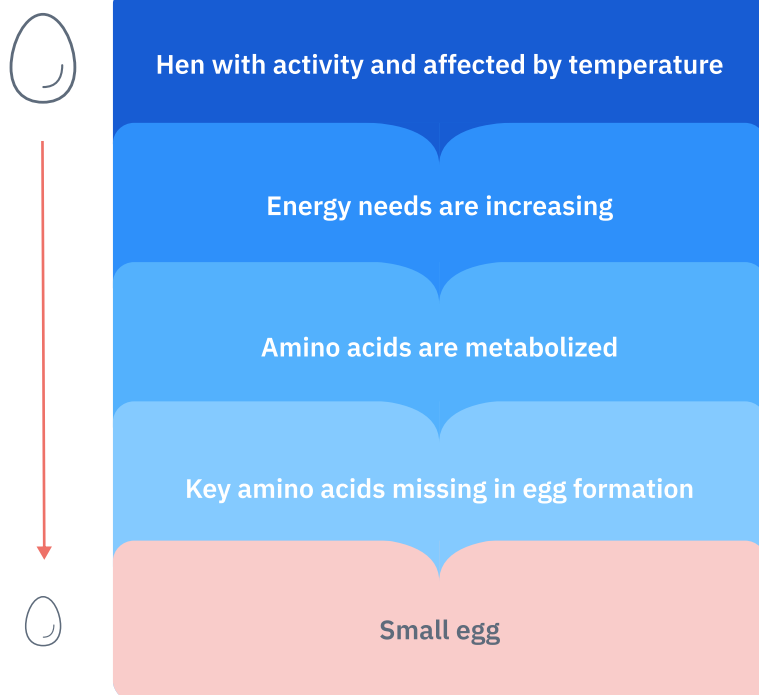 Hen with activity and affected by temperature
Energy needs are increasing
Amino acids are metabolized
Key amino acids missing in egg formation
Small egg